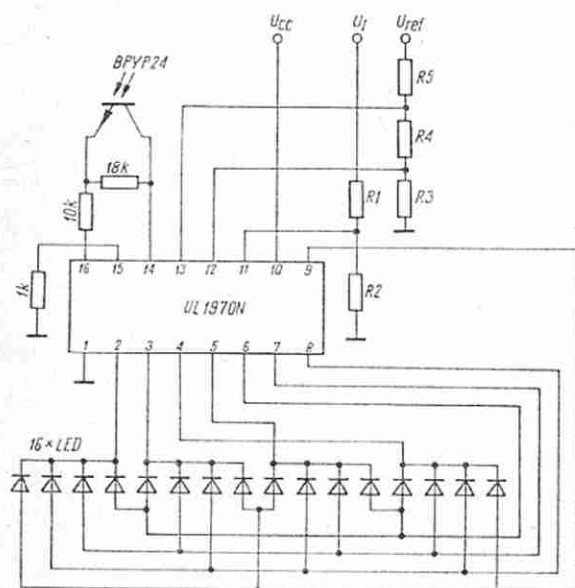 Ucc UI Uref
BPYP24
R5
18k
R4
10k
R1 R3
1k
16 15 14 13 12 11 10 9
UL1970N
R2
1 2 3 4 5 6 7 8
16 × LED